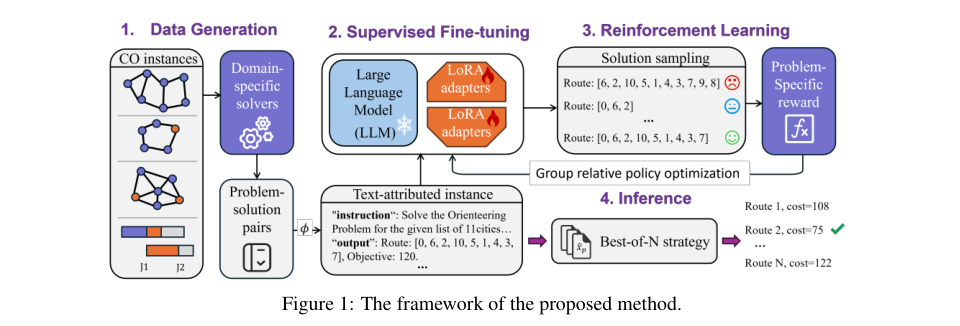 1. Data Generation
CO instances
J1 J2
Domain-
specific
solvers
Problem-
solution
pairs
ϕ
2. Supervised Fine-tuning
Large
Language
Model
(LLM)
LoRA
adapters
LoRA
adapters
Text-attributed instance
"instruction": Solve the Orienteering
Problem for the given list of 11cities…
"output": Route: [0, 6, 2, 10, 5, 1, 4, 3,
7], Objective: 120.
...
3. Reinforcement Learning
Solution sampling
Route: [6, 2, 10, 5, 1, 4, 3, 7, 9, 8]
Route: [0, 6, 2]
...
Route: [0, 6, 2, 10, 5, 1, 4, 3, 7]
Problem-
Specific
reward
fx
Group relative policy optimization
4. Inference
x̂p
Best-of-N strategy
Route 1, cost=108
Route 2, cost=75
...
Route N, cost=122
Figure 1: The framework of the proposed method.